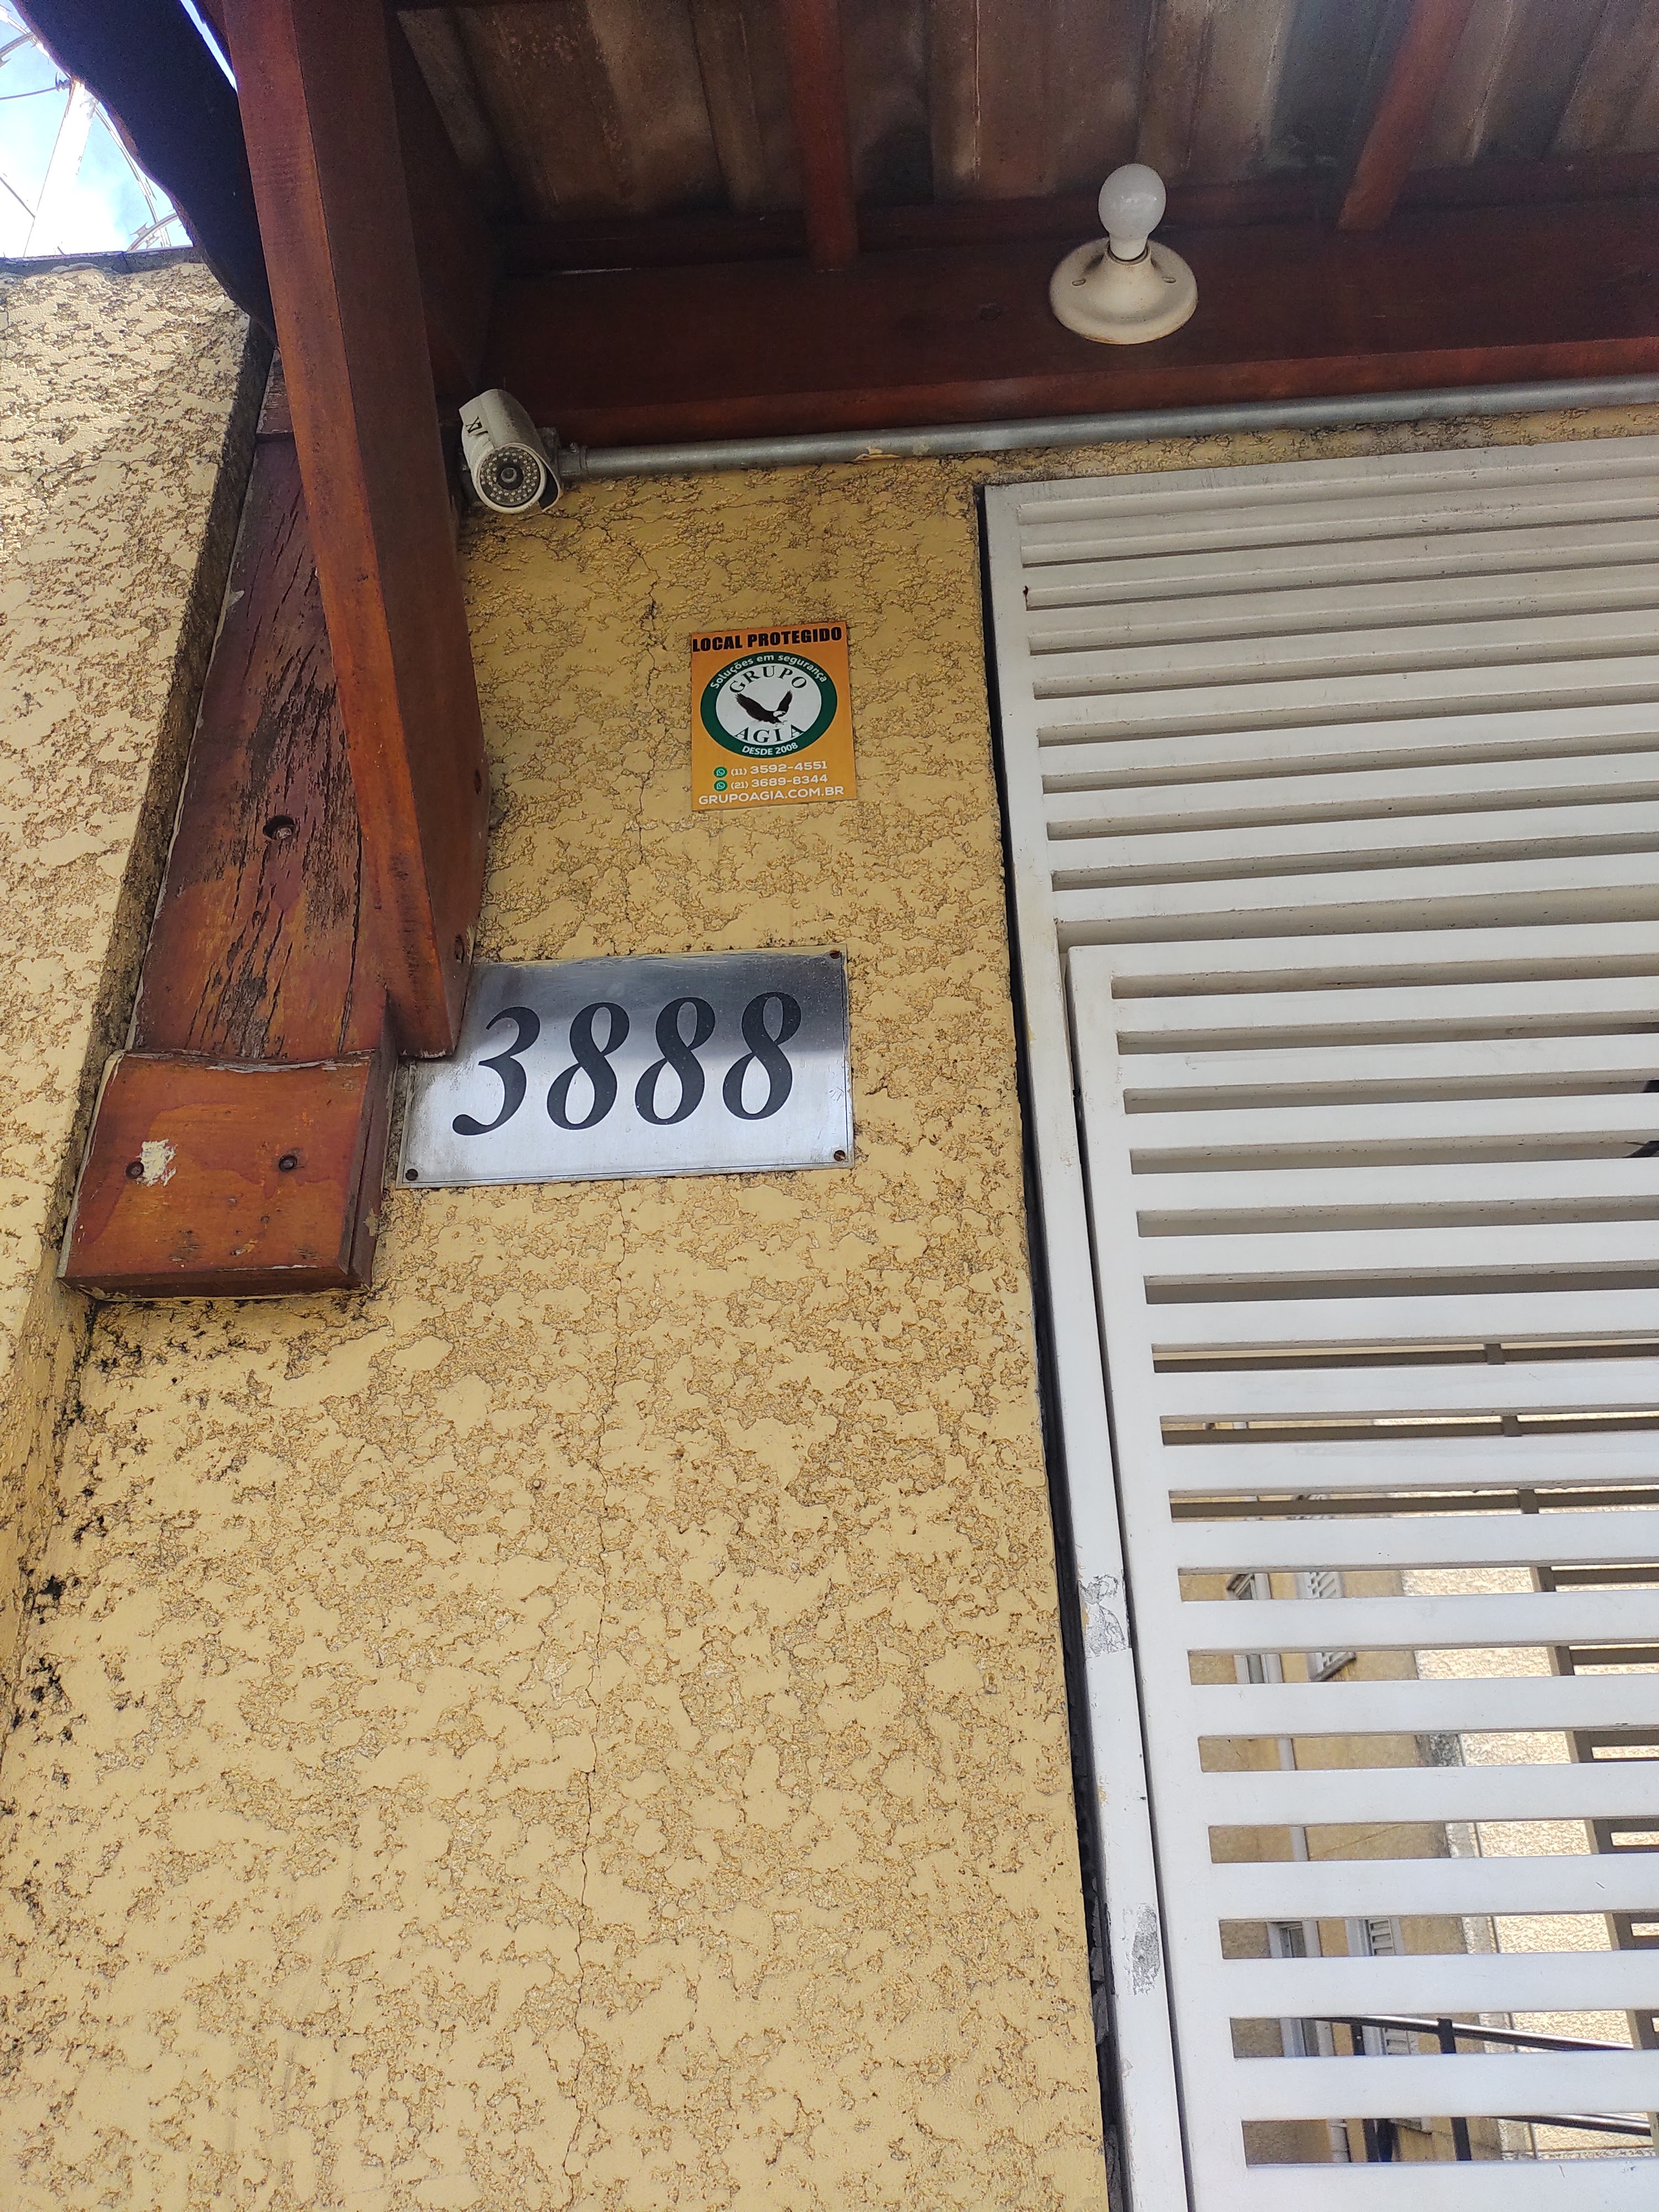 LOCAL PROTEGIDO
Soluções em segurança
GRUPO
AGIA
DESDE 2008
(11) 3592-4551
(21) 3689-8344
GRUPOAGIA.COM.BR
3888